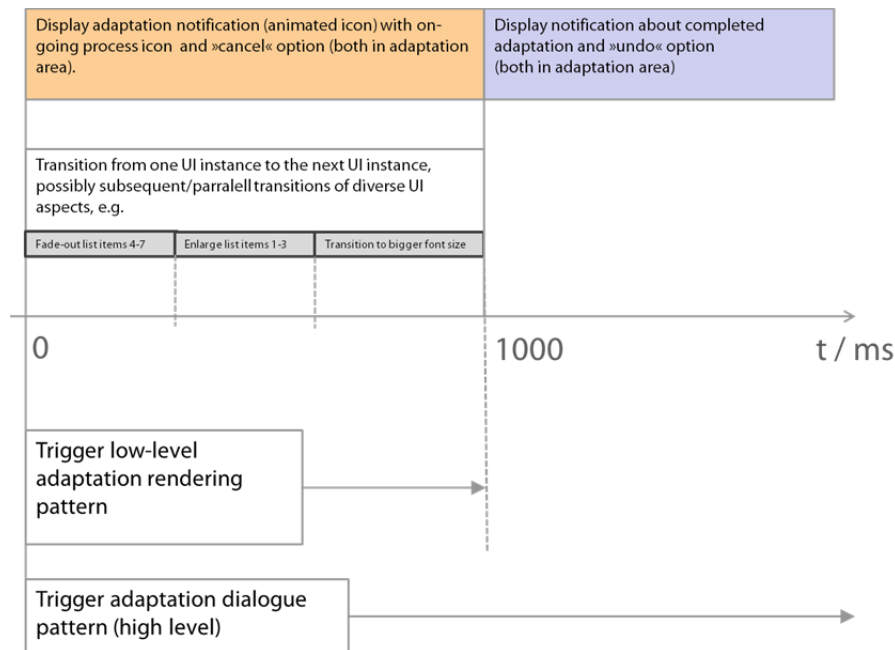 Display adaptation notification (animated icon) with on-
going process icon and »cancel« option (both in adaptation
area).
Display notification about completed
adaptation and »undo« option
(both in adaptation area)
Transition from one UI instance to the next UI instance,
possibly subsequent/parralell transitions of diverse UI
aspects, e.g.
Fade-out list items 4-7
Enlarge list items 1-3
Transition to bigger font size
0
1000
t / ms
Trigger low-level
adaptation rendering
pattern
Trigger adaptation dialogue
pattern (high level)